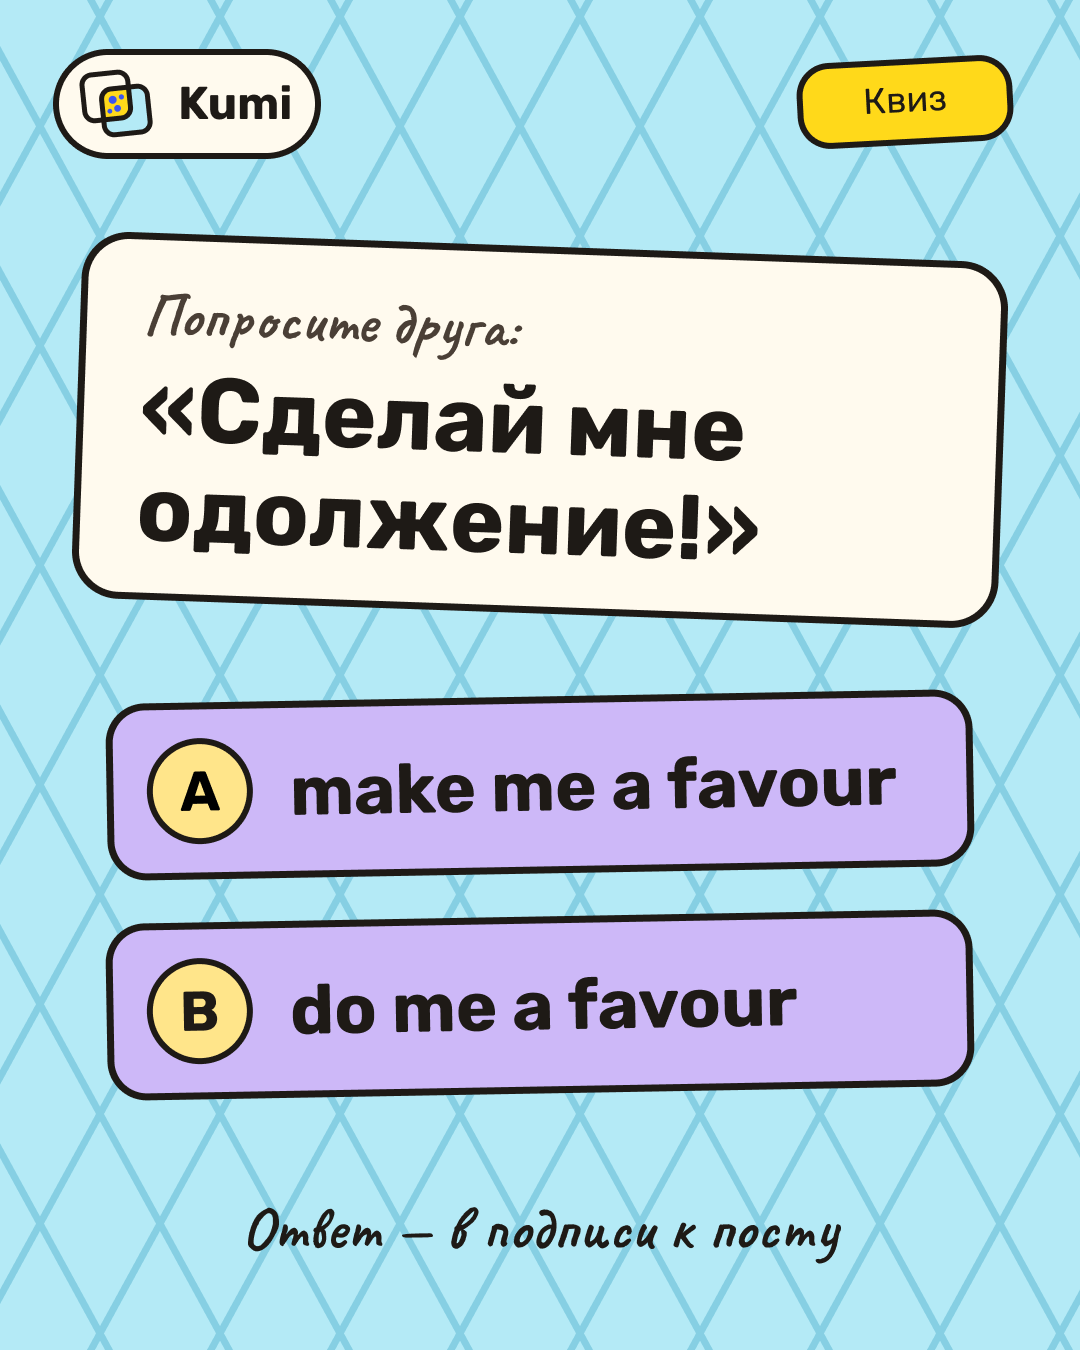 Kumi
Квиз
Попросите друга:
«Сделай мне
одолжение!»
A make me a favour
B do me a favour
Ответ — в подписи к посту